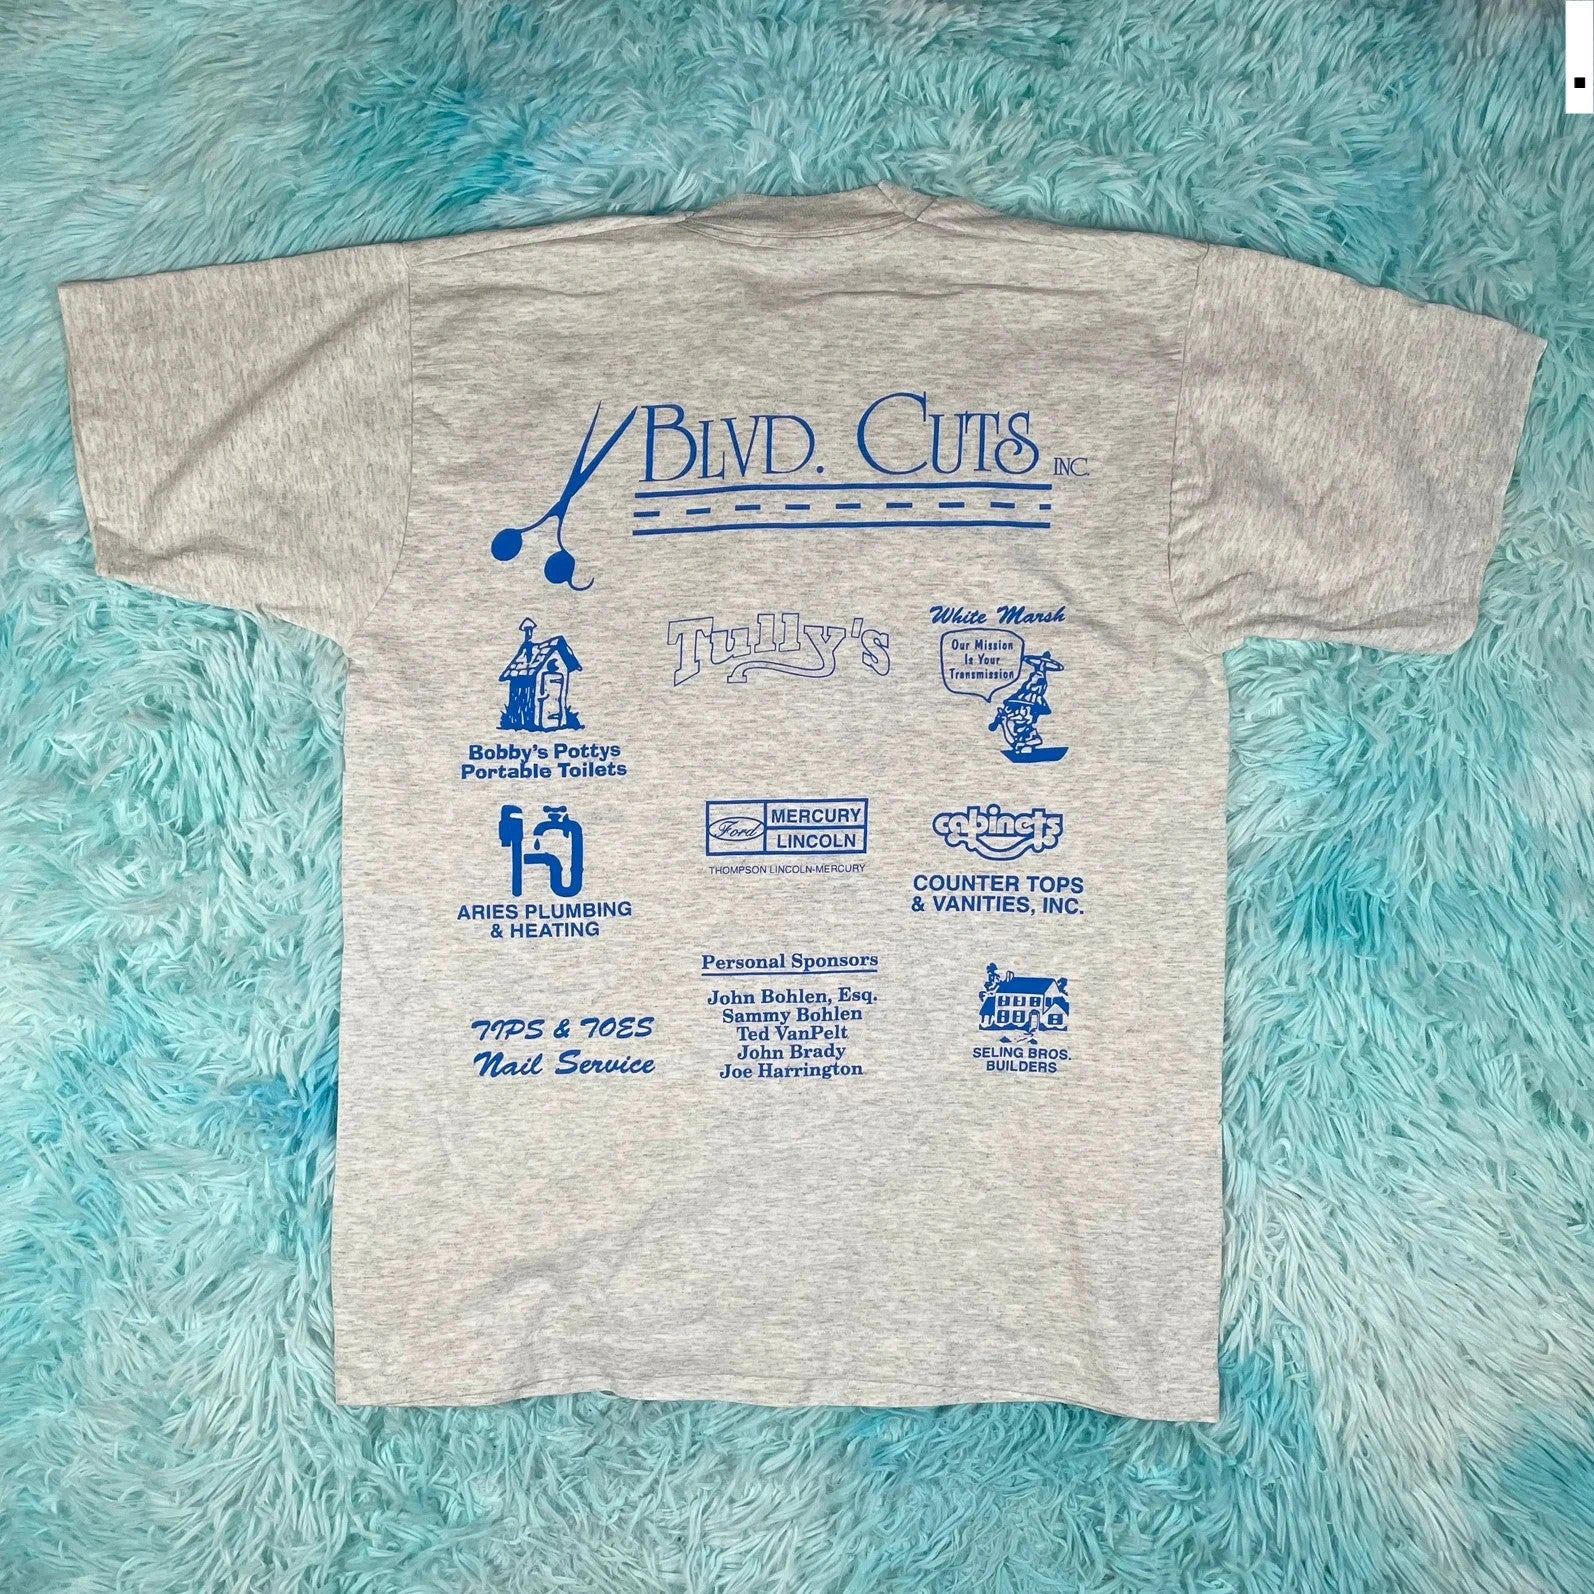 BLVD. CUTS INC.
Bobby's Pottys
Portable Toilets
Tully's
White Marsh
Our Mission
Is Your
Transmission
ARIES PLUMBING
& HEATING
Ford
MERCURY
LINCOLN
THOMPSON LINCOLN-MERCURY
cabinets
COUNTER TOPS
& VANITIES, INC.
TIPS & TOES
Nail Service
Personal Sponsors
John Bohlen, Esq.
Sammy Bohlen
Ted VanPelt
John Brady
Joe Harrington
SELING BROS.
BUILDERS